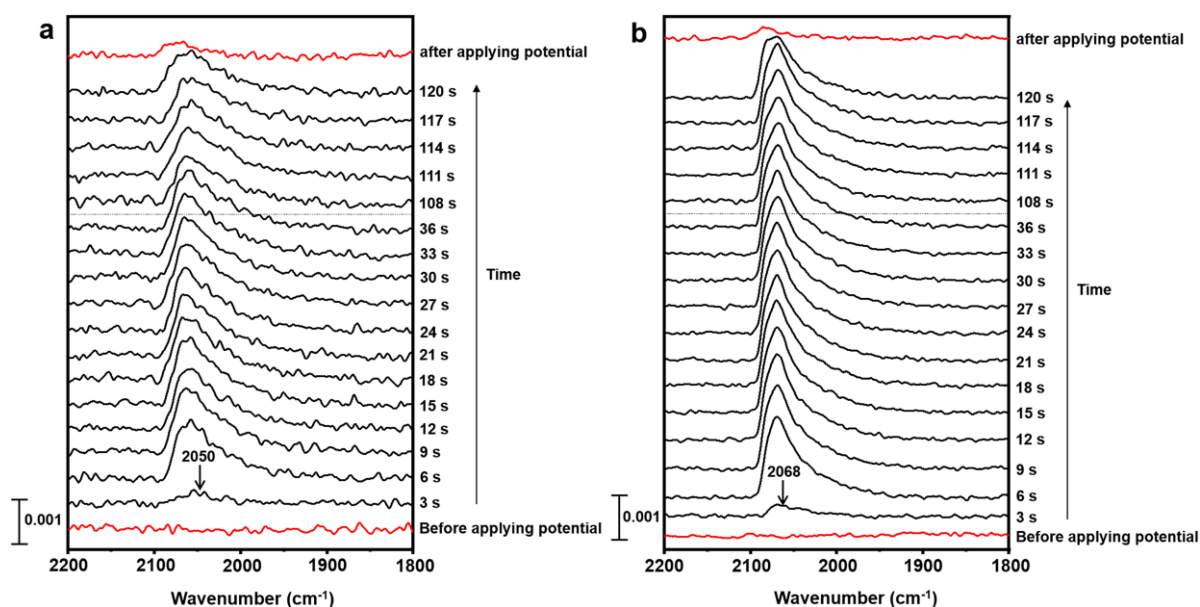 a
after applying potential
120 s
117 s
114 s
111 s
108 s
36 s
33 s
30 s
27 s
24 s
21 s
18 s
15 s
12 s
9 s
6 s
3 s
Before applying potential
Time
2050
0.001
2200
2100
2000
1900
1800
Wavenumber (cm⁻¹)
b
after applying potential
120 s
117 s
114 s
111 s
108 s
36 s
33 s
30 s
27 s
24 s
21 s
18 s
15 s
12 s
9 s
6 s
3 s
Before applying potential
Time
2068
0.001
2200
2100
2000
1900
1800
Wavenumber (cm⁻¹)